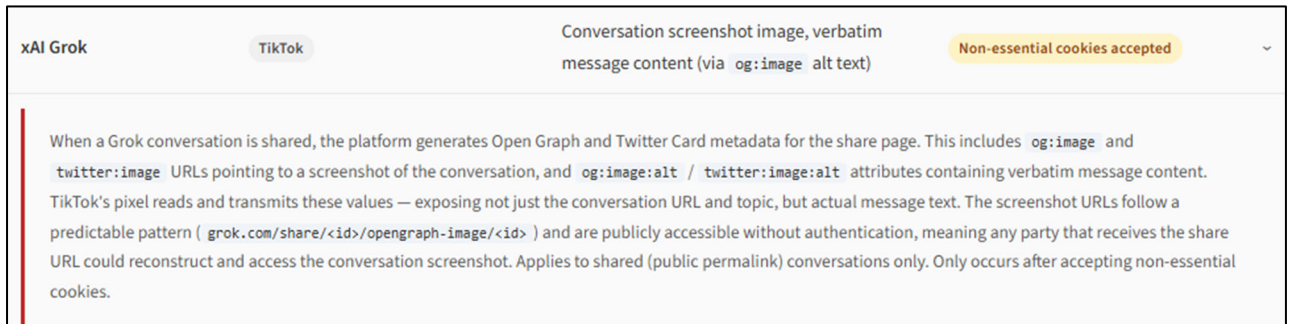 xAI Grok
TikTok
Conversation screenshot image, verbatim
message content (via og:image alt text)
Non-essential cookies accepted
When a Grok conversation is shared, the platform generates Open Graph and Twitter Card metadata for the share page. This includes og:image and
twitter:image URLs pointing to a screenshot of the conversation, and og:image:alt / twitter:image:alt attributes containing verbatim message content.
TikTok's pixel reads and transmits these values — exposing not just the conversation URL and topic, but actual message text. The screenshot URLs follow a
predictable pattern ( grok.com/share/<id>/opengraph-image/<id> ) and are publicly accessible without authentication, meaning any party that receives the share
URL could reconstruct and access the conversation screenshot. Applies to shared (public permalink) conversations only. Only occurs after accepting non-essential
cookies.